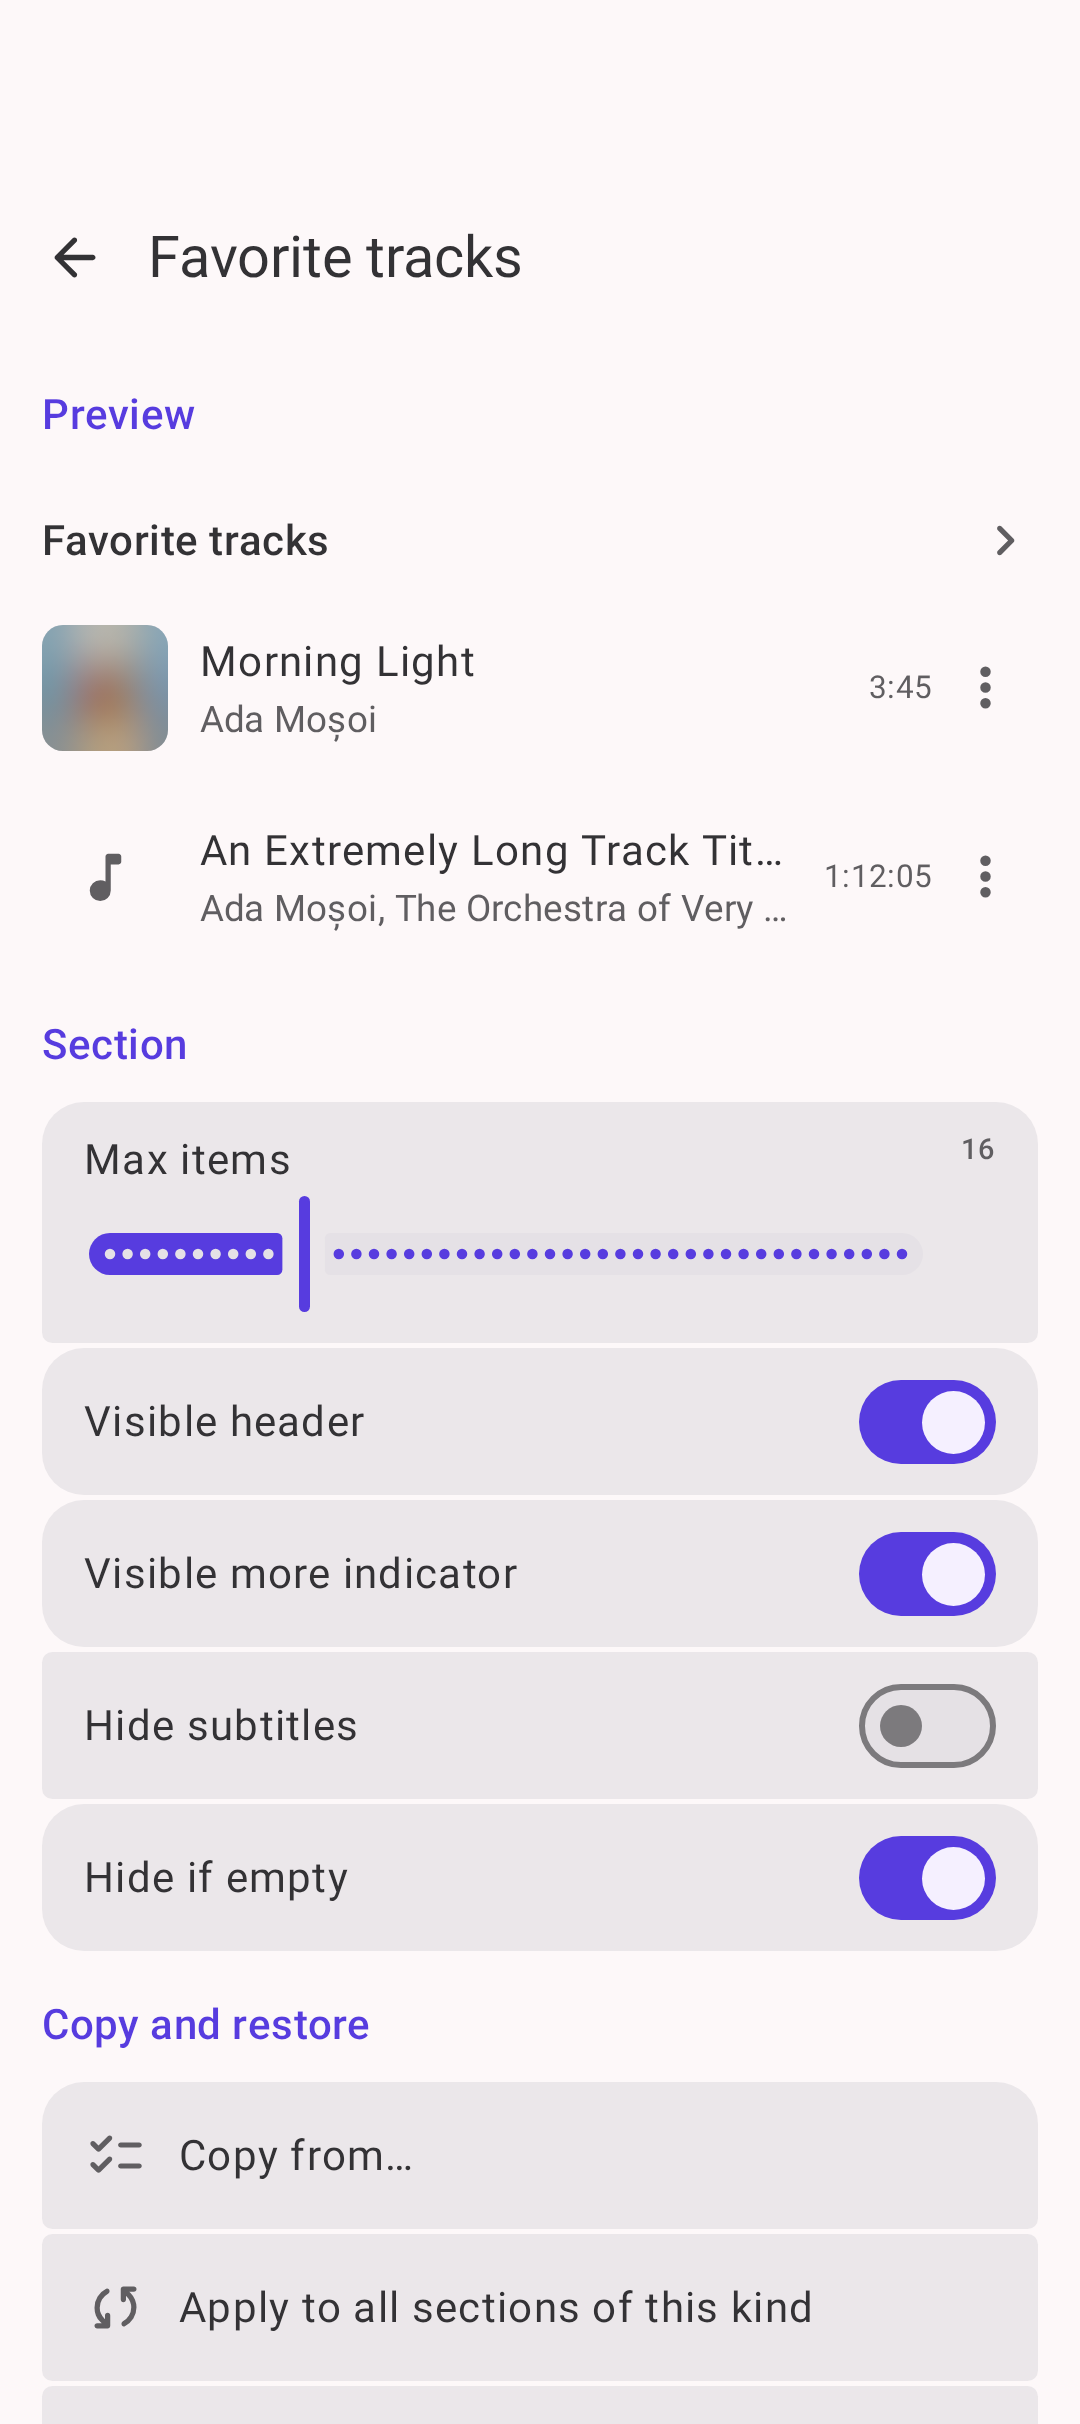 Favorite tracks
Preview
Favorite tracks
Morning Light
Ada Moșoi
3:45
An Extremely Long Track Tit…
Ada Moșoi, The Orchestra of Very …
1:12:05
Section
Max items
16
Visible header
Visible more indicator
Hide subtitles
Hide if empty
Copy and restore
Copy from…
Apply to all sections of this kind